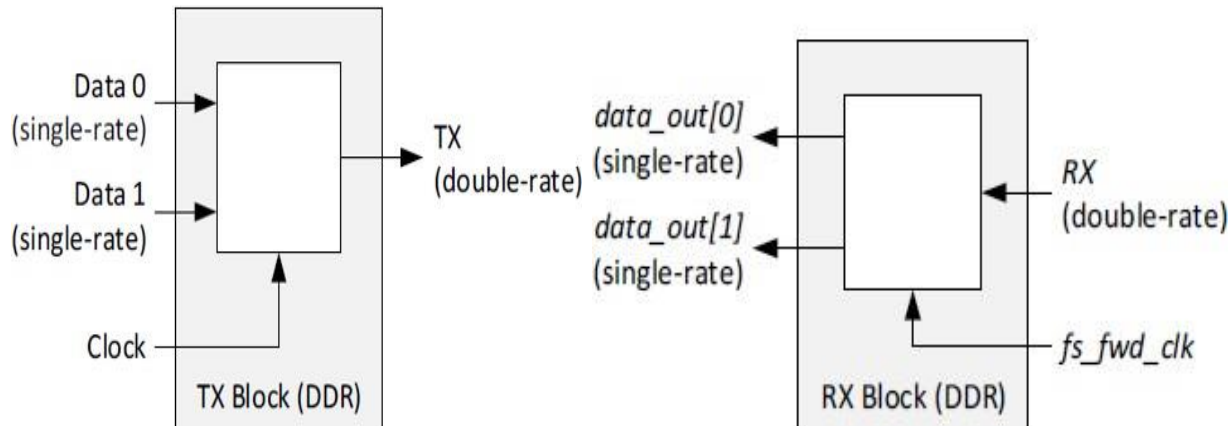 Data 0
(single-rate)
Data 1
(single-rate)
Clock
TX
(double-rate)
TX Block (DDR)
data_out[0]
(single-rate)
data_out[1]
(single-rate)
RX
(double-rate)
fs_fwd_clk
RX Block (DDR)